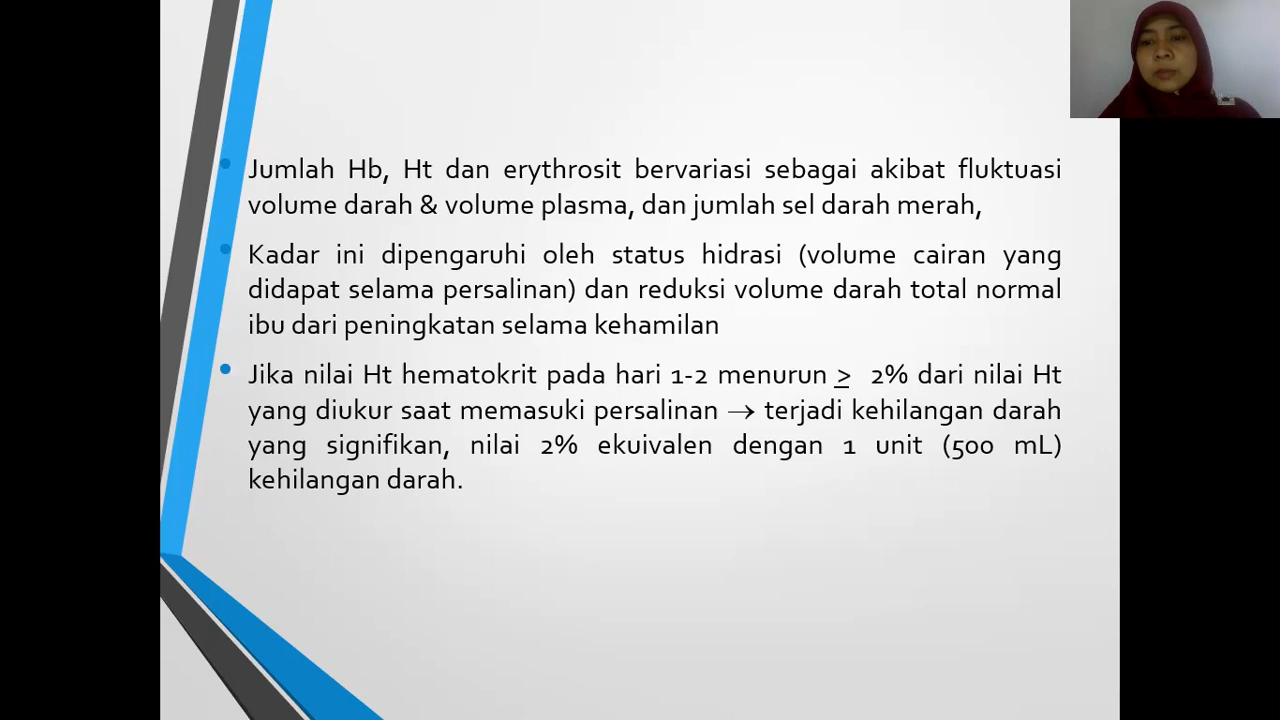 Jumlah Hb, Ht dan erythrosit bervariasi sebagai akibat fluktuasi
volume darah & volume plasma, dan jumlah sel darah merah,
Kadar ini dipengaruhi oleh status hidrasi (volume cairan yang
didapat selama persalinan) dan reduksi volume darah total normal
ibu dari peningkatan selama kehamilan
Jika nilai Ht hematokrit pada hari 1-2 menurun > 2% dari nilai Ht
yang diukur saat memasuki persalinan → terjadi kehilangan darah
yang signifikan, nilai 2% ekuivalen dengan 1 unit (500 mL)
kehilangan darah.